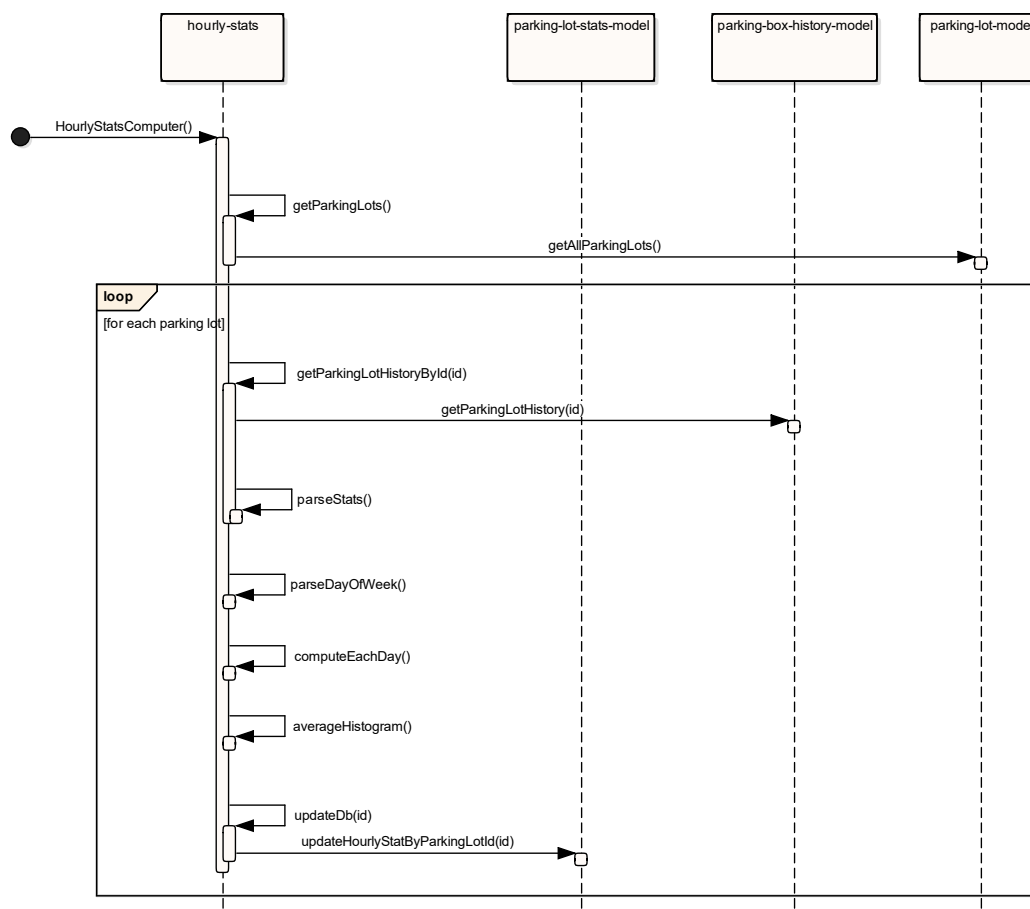 hourly-stats
parking-lot-stats-model
parking-box-history-model
parking-lot-mode
HourlyStatsComputer()
getParkingLots()
getAllParkingLots()
loop
[for each parking lot]
getParkingLotHistoryById(id)
getParkingLotHistory(id)
parseStats()
parseDayOfWeek()
computeEachDay()
averageHistogram()
updateDb(id)
updateHourlyStatByParkingLotId(id)